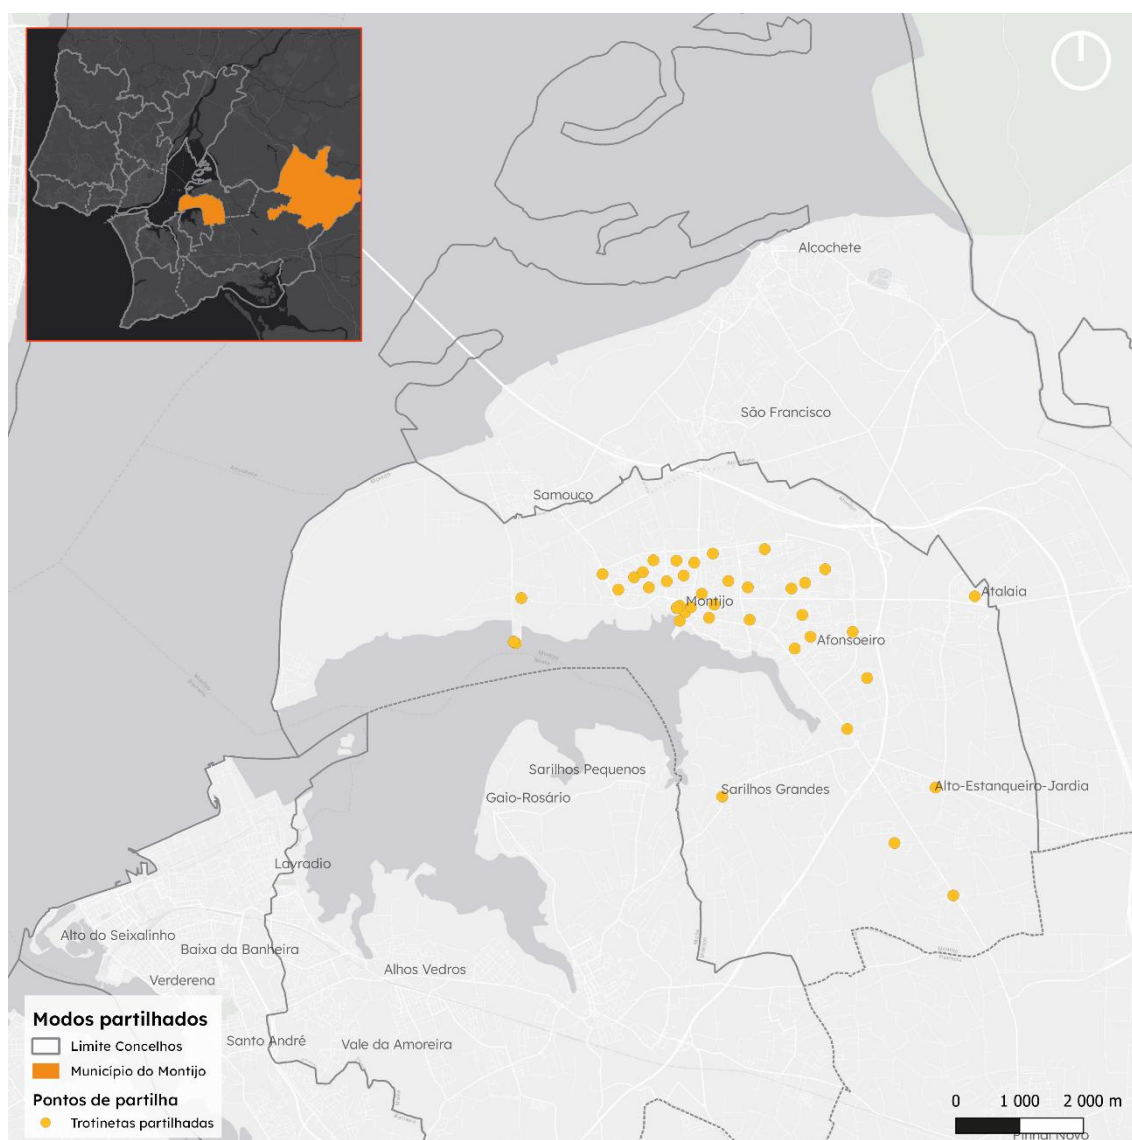 Alcochete
São Francisco
Samouco
Montijo
Atalaia
Afonsoeiro
Sarilhos Pequenos
Gaio-Rosário
Sarilhos Grandes
Alto-Estanqueiro-Jardia
Lavradio
Alto do Seixalinho
Baixa da Banheira
Verderena
Alhos Vedros
Santo André
Vale da Amoreira
Modos partilhados
Limite Concelhos
Município do Montijo
Pontos de partilha
Trotinetas partilhadas
0 1 000 2 000 m
Pinhal Novo